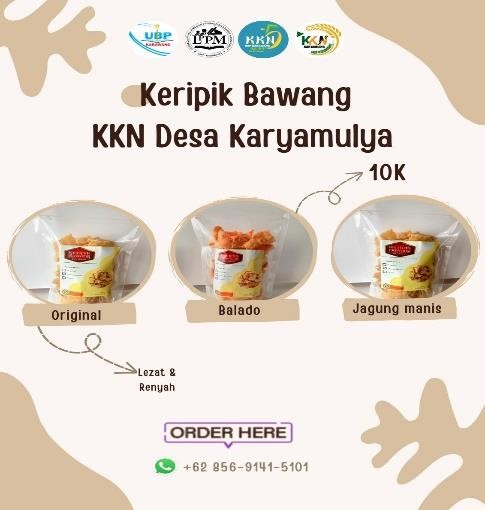 UBP
KARAWANG
LPPM
KKN
KKN
Keripik Bawang
KKN Desa Karyamulya
10K
Original
Balado
Jagung manis
Lezat &
Renyah
ORDER HERE
+62 856-9141-5101